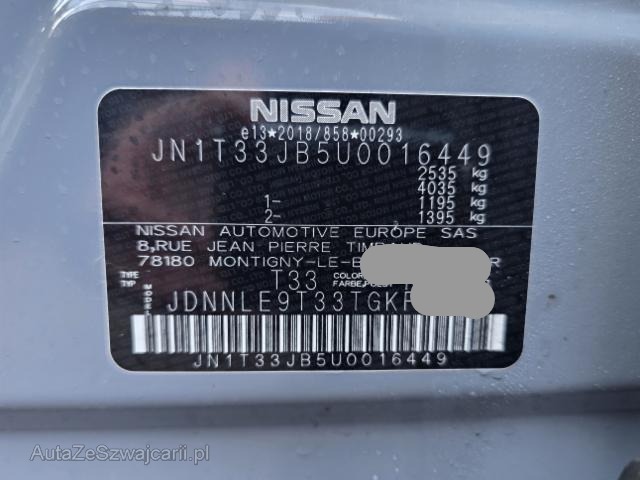 NISSAN
e13*2018/858*00293
JN1T33JB5U0016449
2535 kg
4035 kg
1- 1195 kg
2- 1395 kg
NISSAN AUTOMOTIVE EUROPE SAS
8,RUE JEAN PIERRE
78180 MONTIGNY-LE-
TYPE
TYP T33 COLOR
FARBE,
MODEL JDNNLE9T33TGK
JN1T33JB5U0016449
AutaZeSzwajcarii.pl